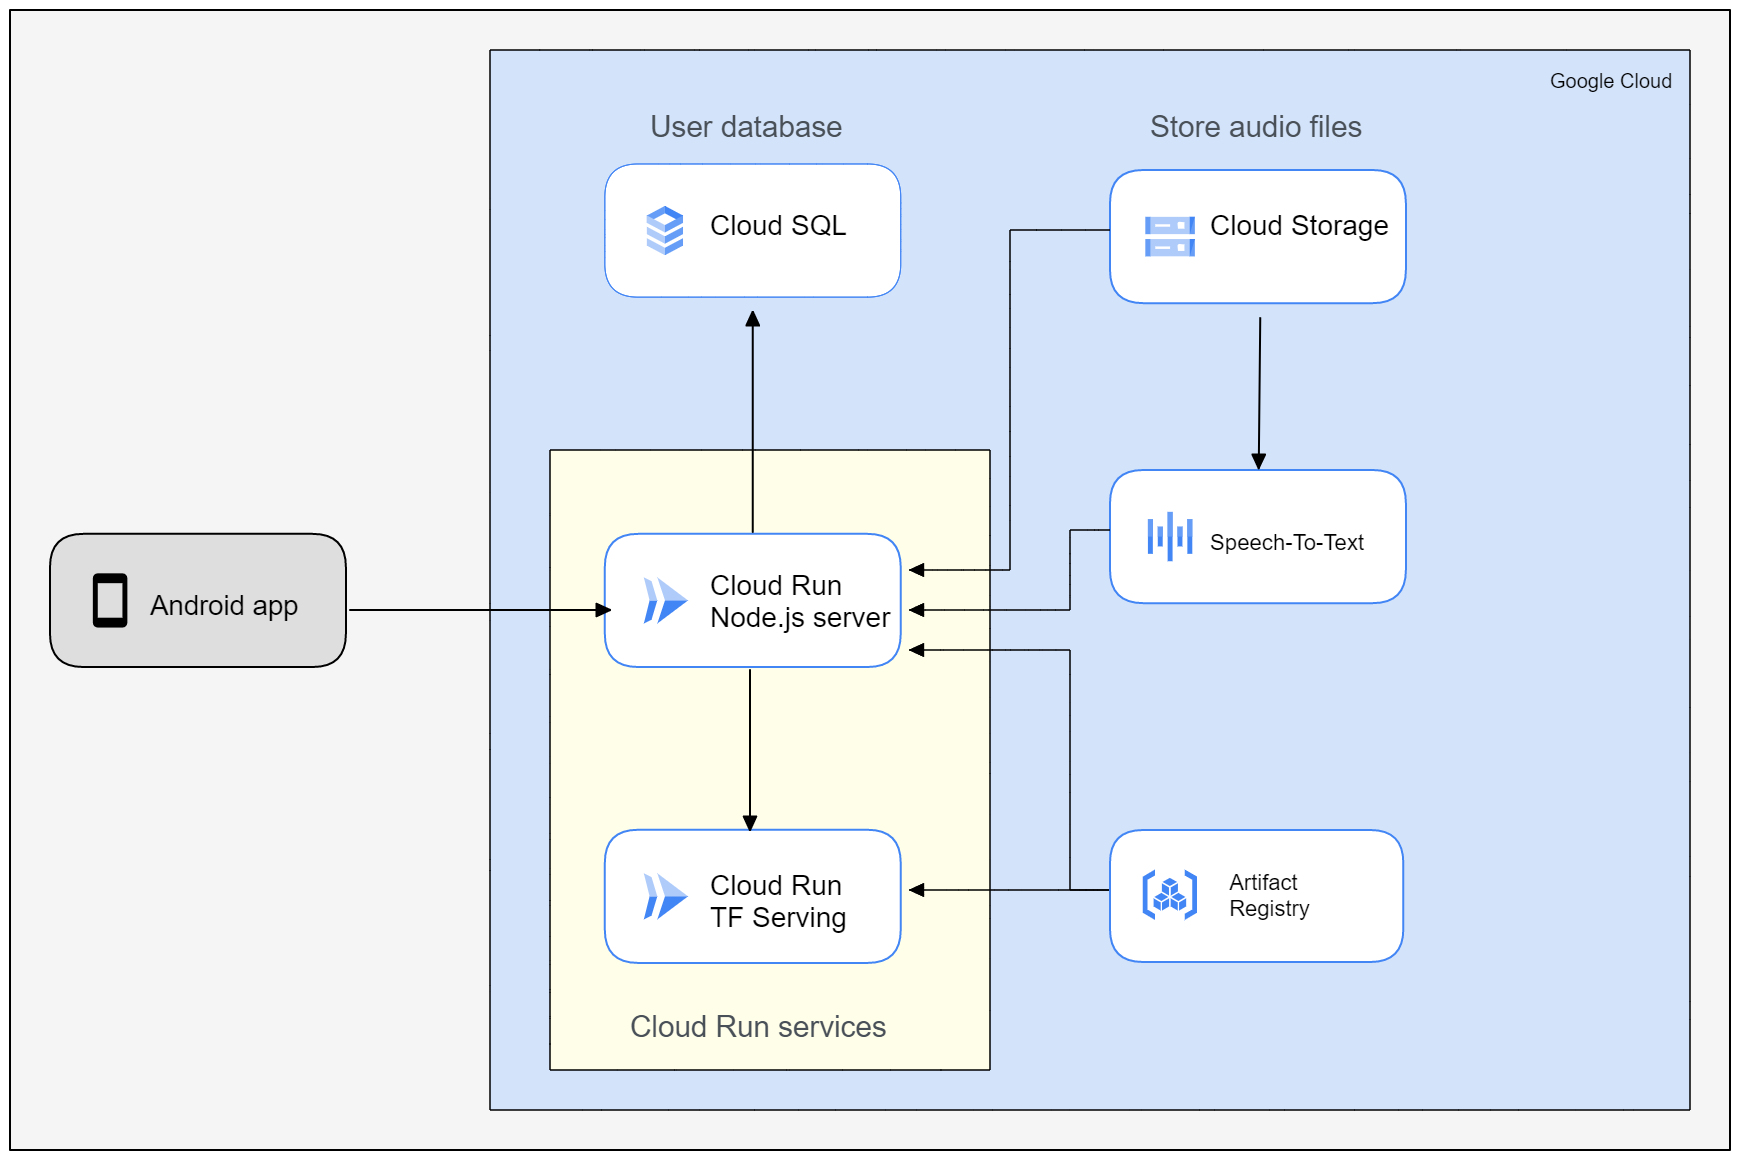 Google Cloud
User database
Store audio files
Cloud SQL
Cloud Storage
Android app
Cloud Run
Node.js server
Speech-To-Text
Cloud Run
TF Serving
Artifact
Registry
Cloud Run services